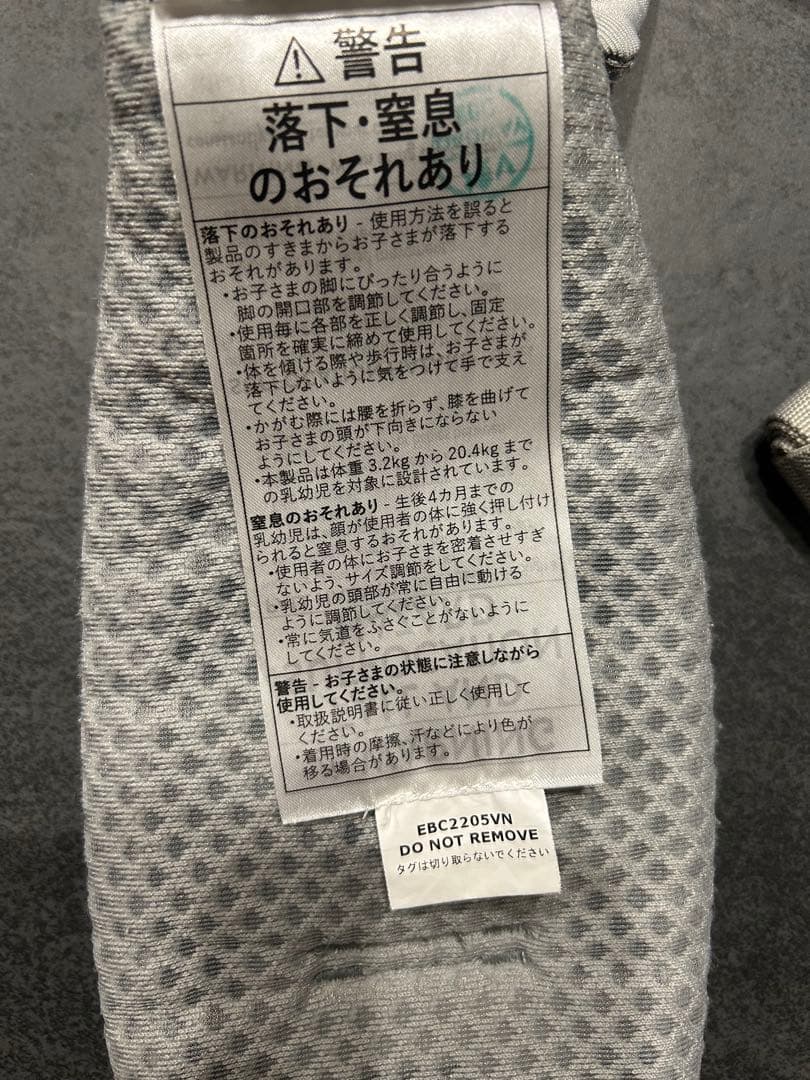 警告
落下・窒息
のおそれあり
落下のおそれあり - 使用方法を誤ると
製品のすきまからお子さまが落下する
おそれがあります。
・お子さまの脚にぴったり合うように
脚の開口部を調節してください。
・使用毎に各部を正しく調節し、固定
箇所を確実に締めて使用してください。
・体を傾ける際や歩行時は、お子さまが
落下しないように気をつけて手で支え
てください。
・かがむ際には腰を折らず、膝を曲げて
お子さまの頭が下向きにならない
ようにしてください。
・本製品は体重 3.2kg から 20.4kg まで
の乳幼児を対象に設計されています。
窒息のおそれあり - 生後4カ月までの
乳幼児は、顔が使用者の体に強く押し付け
られると窒息するおそれがあります。
・使用者の体にお子さまを密着させすぎ
ないよう、サイズ調節をしてください。
・乳幼児の頭部が常に自由に動ける
ように調節してください。
・常に気道をふさぐことがないように
してください。
警告 - お子さまの状態に注意しながら
使用してください。
・取扱説明書に従い正しく使用して
ください。
・着用時の摩擦、汗などにより色が
移る場合があります。
EBC2205VN
DO NOT REMOVE
タグは切り取らないでください